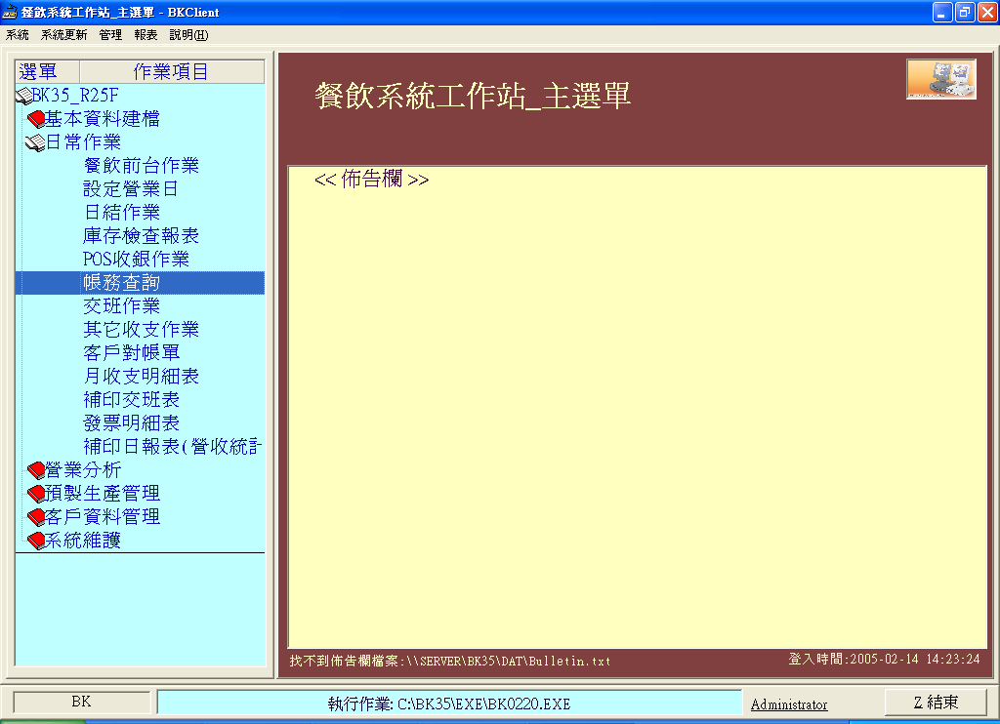 餐飲系統工作站_主選單 - BKClient
系統 系統更新 管理 報表 說明(H)
選單 作業項目
BK35_R25F
基本資料建檔
日常作業
餐飲前台作業
設定營業日
日結作業
庫存檢查報表
POS收銀作業
帳務查詢
交班作業
其它收支作業
客戶對帳單
月收支明細表
補印交班表
發票明細表
補印日報表(營收統計
營業分析
預製生產管理
客戶資料管理
系統維護
餐飲系統工作站_主選單
<< 佈告欄 >>
找不到佈告欄檔案:\\SERVER\BK35\DAT\Bulletin.txt
登入時間:2005-02-14 14:23:24
BK
執行作業: C:\BK35\EXE\BK0220.EXE
Administrator
Z 結束